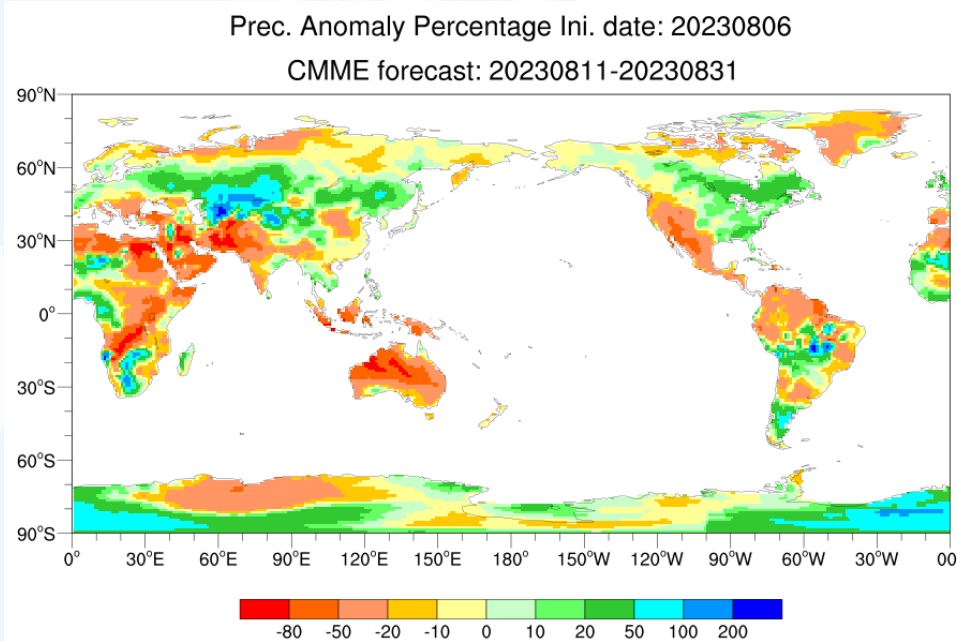 Prec. Anomaly Percentage Ini. date: 20230806
CMME forecast: 20230811-20230831
90°N
60°N
30°N
0°
30°S
60°S
90°S
0° 30°E 60°E 90°E 120°E 150°E 180° 150°W 120°W 90°W 60°W 30°W 00
-80 -50 -20 -10 0 10 20 50 100 200